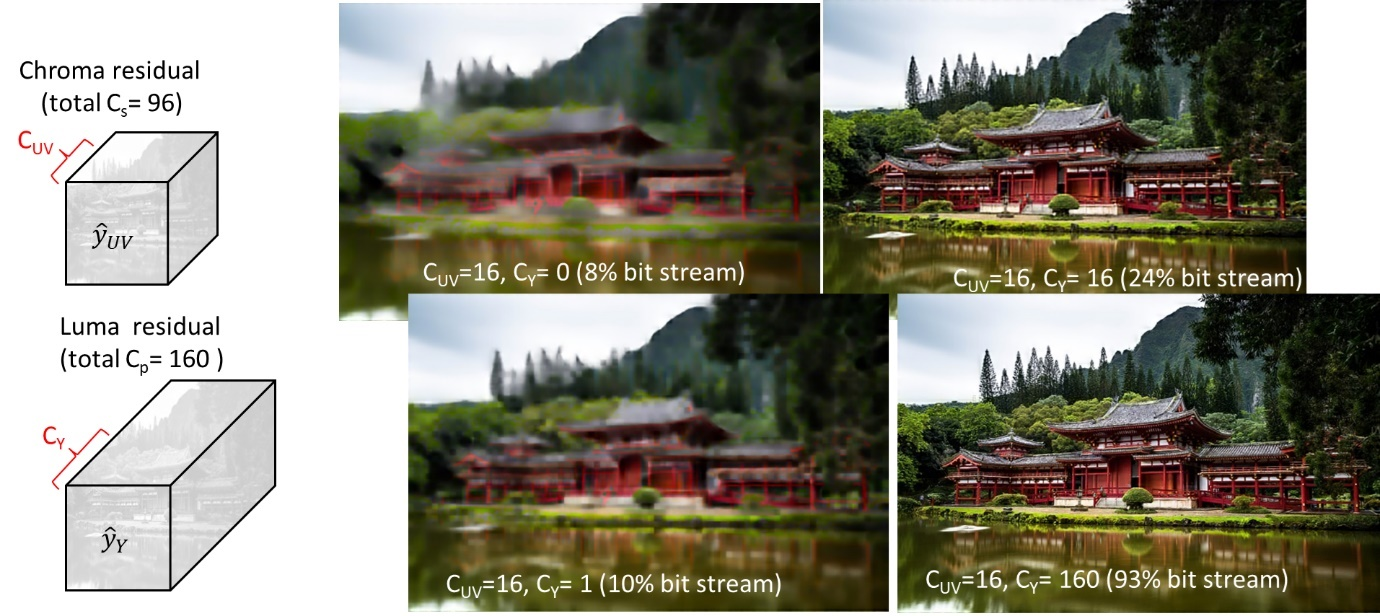 Chroma residual
(total Cs= 96)
CUV
ŷUV
Luma residual
(total Cp= 160 )
CY
ŷY
CUV=16, CY= 0 (8% bit stream)
CUV=16, CY= 16 (24% bit stream)
CUV=16, CY= 1 (10% bit stream)
CUV=16, CY= 160 (93% bit stream)